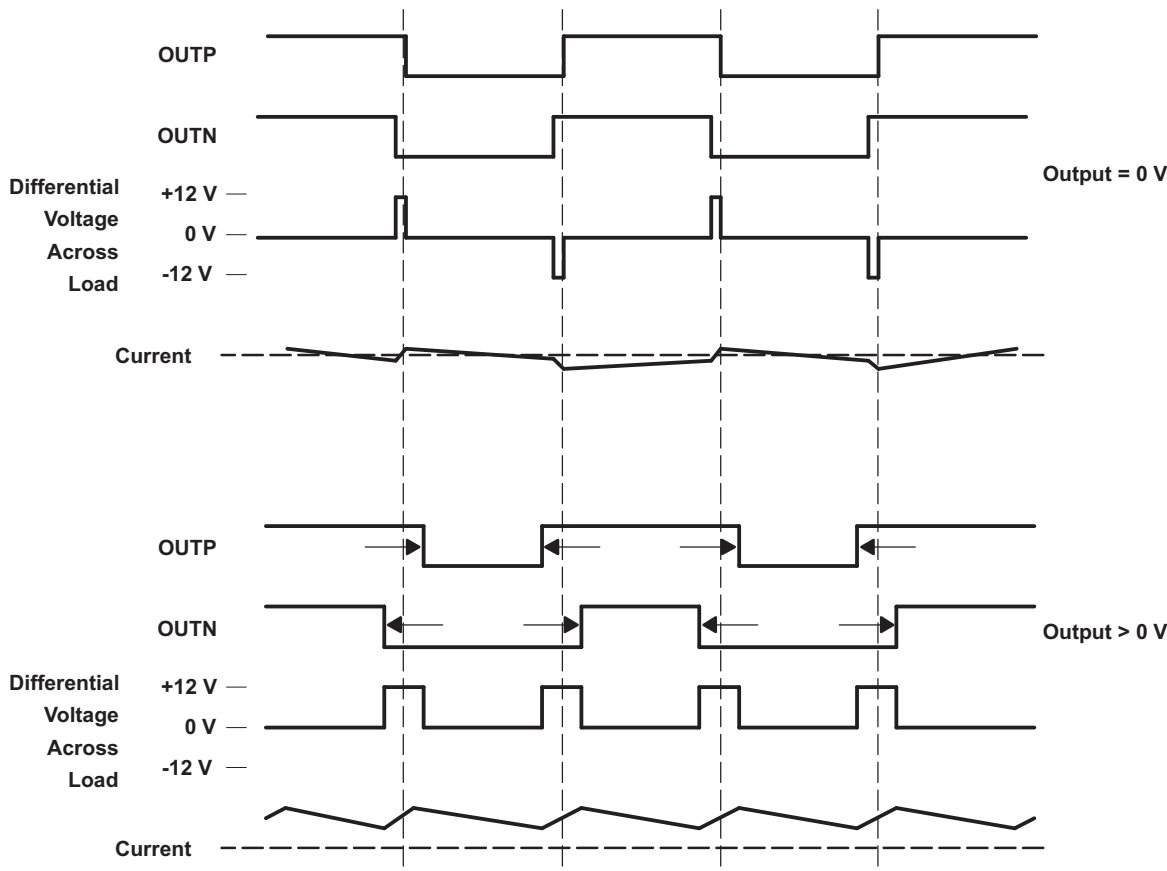 OUTP
OUTN
Output = 0 V
Differential
Voltage
Across
Load
+12 V
0 V
-12 V
Current
OUTP
OUTN
Output > 0 V
Differential
Voltage
Across
Load
+12 V
0 V
-12 V
Current